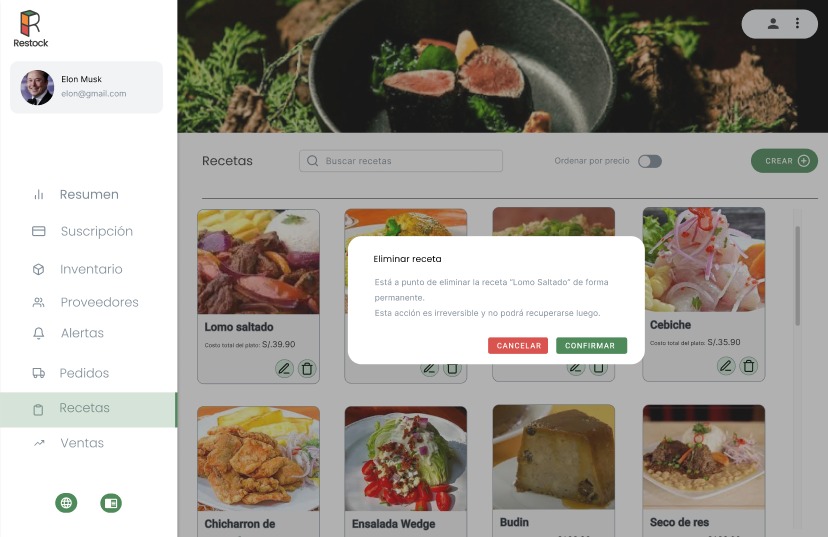 Restock
Elon Musk
elon@gmail.com
Resumen
Suscripción
Inventario
Proveedores
Alertas
Pedidos
Recetas
Ventas
Recetas
Buscar recetas
Ordenar por precio
CREAR
Eliminar receta
Está a punto de eliminar la receta "Lomo Saltado" de forma
permanente.
Esta acción es irreversible y no podrá recuperarse luego.
CANCELAR
CONFIRMAR
Lomo saltado
Costo total del plato: S/.39.90
Cebiche
Costo total del plato: S/.35.90
Chicharron de
Ensalada Wedge
Budin
Seco de res